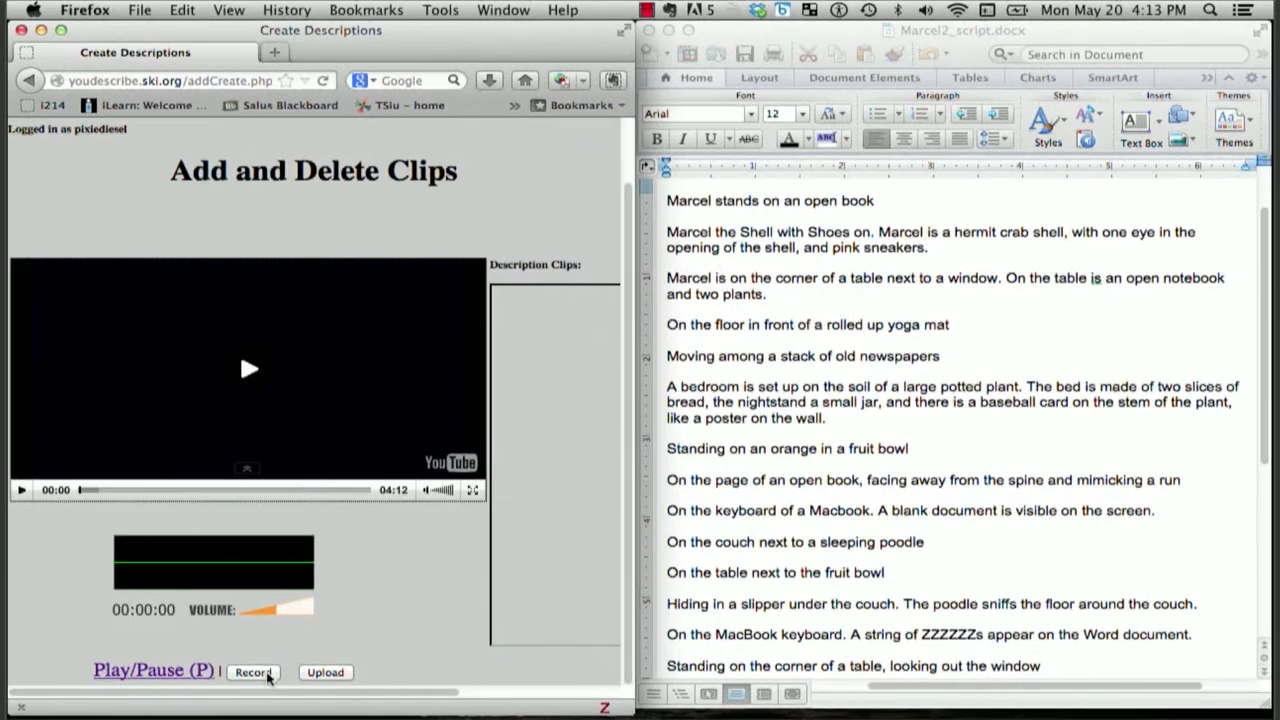 Firefox File Edit View History Bookmarks Tools Window Help
5 Mon May 20 4:13 PM
Create Descriptions
Create Descriptions
youdescribe.ski.org/addCreate.php Google
i214 iLearn: Welcome ... Salus Blackboard TSiu - home Bookmarks
Logged in as pixiediesel
Add and Delete Clips
Description Clips:
YouTube
00:00 04:12
00:00:00 VOLUME:
Play/Pause (P) | Record Upload
Z
Marcel2_script.docx
Search in Document
Home Layout Document Elements Tables Charts SmartArt
Font Paragraph Styles Insert Themes
Arial 12 Aa
B I U ABC A ABC Styles Text Box Themes
1 2 3 4 5 6
Marcel stands on an open book
Marcel the Shell with Shoes on. Marcel is a hermit crab shell, with one eye in the
opening of the shell, and pink sneakers.
Marcel is on the corner of a table next to a window. On the table is an open notebook
and two plants.
On the floor in front of a rolled up yoga mat
Moving among a stack of old newspapers
A bedroom is set up on the soil of a large potted plant. The bed is made of two slices of
bread, the nightstand a small jar, and there is a baseball card on the stem of the plant,
like a poster on the wall.
Standing on an orange in a fruit bowl
On the page of an open book, facing away from the spine and mimicking a run
On the keyboard of a Macbook. A blank document is visible on the screen.
On the couch next to a sleeping poodle
On the table next to the fruit bowl
Hiding in a slipper under the couch. The poodle sniffs the floor around the couch.
On the MacBook keyboard. A string of ZZZZZZs appear on the Word document.
Standing on the corner of a table, looking out the window